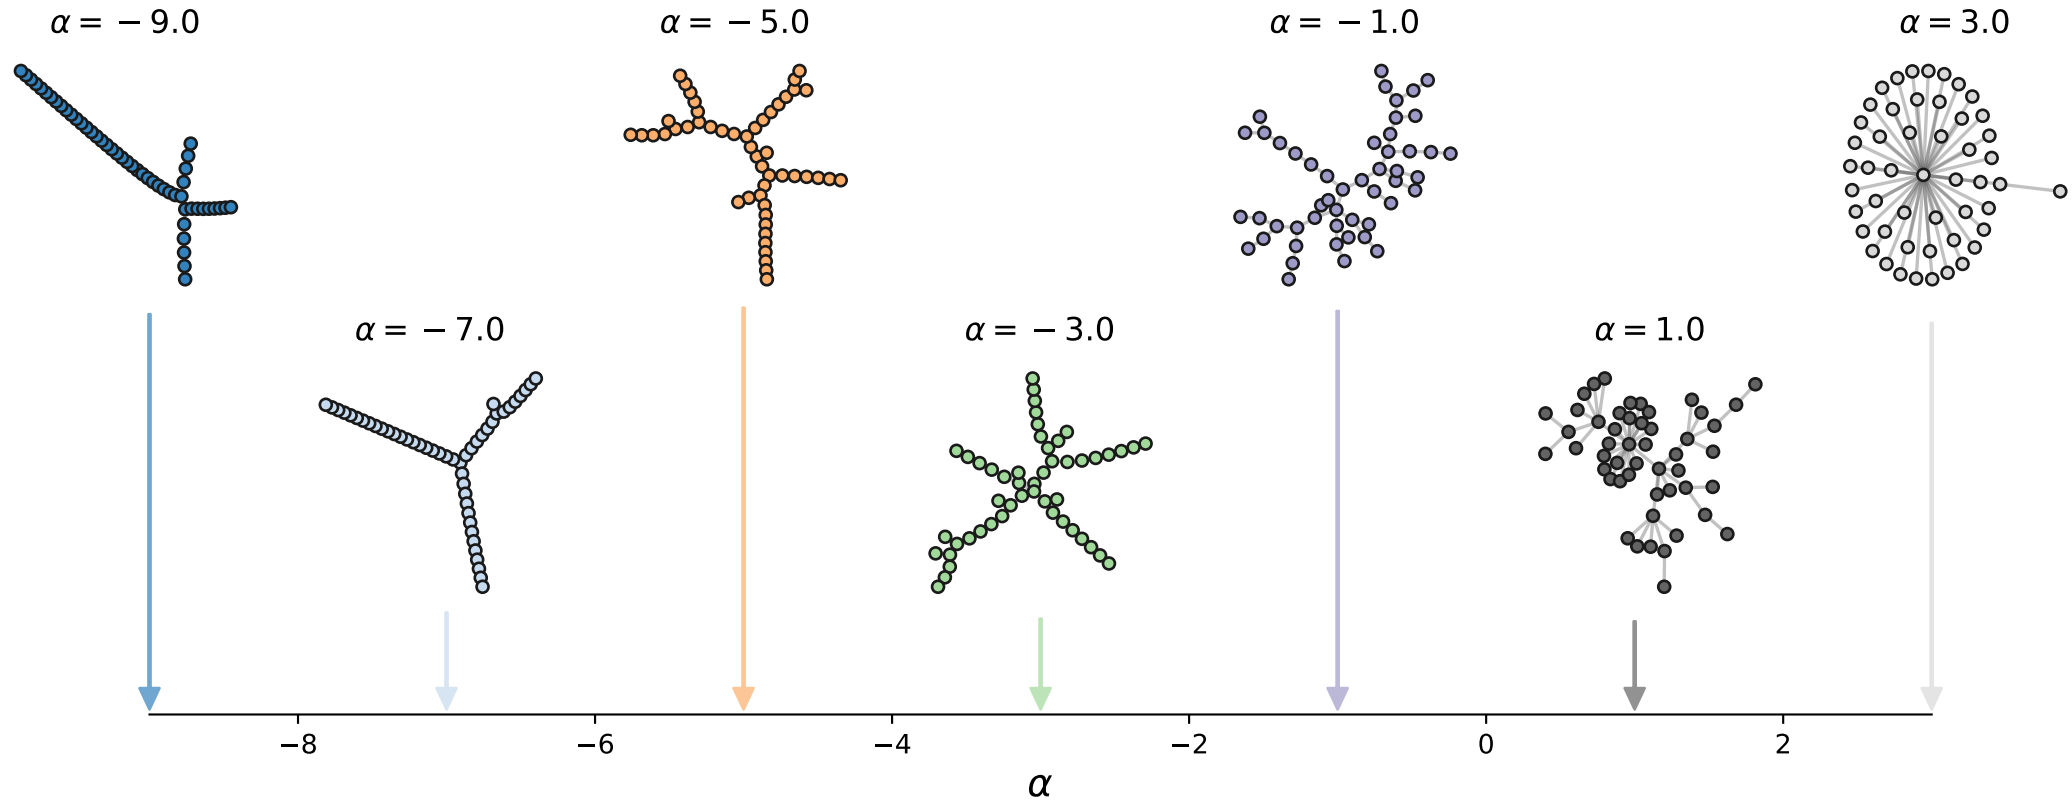 α = −9.0
α = −5.0
α = −1.0
α = 3.0
α = −7.0
α = −3.0
α = 1.0
−8
−6
−4
−2
0
2
α